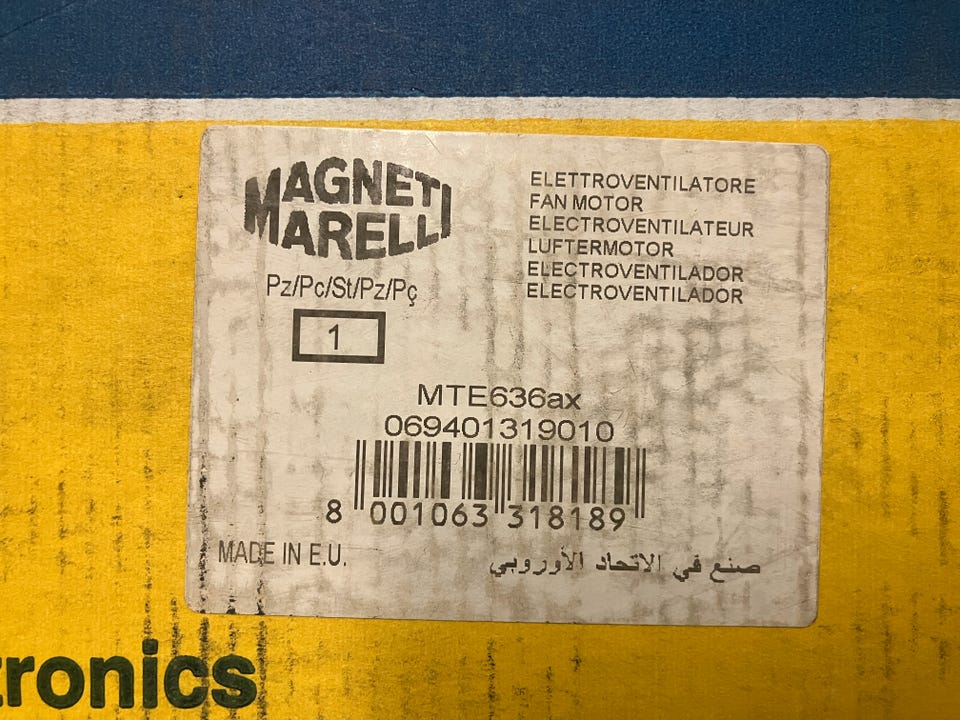 MAGNETI
MARELLI
Pz/Pc/St/Pz/Pç
1
ELETTROVENTILATORE
FAN MOTOR
ELECTROVENTILATEUR
LUFTERMOTOR
ELECTROVENTILADOR
ELECTROVENTILADOR
MTE636ax
069401319010
8 001063 318189
MADE IN E.U.
صنع في الاتحاد الأوروبي
tronics